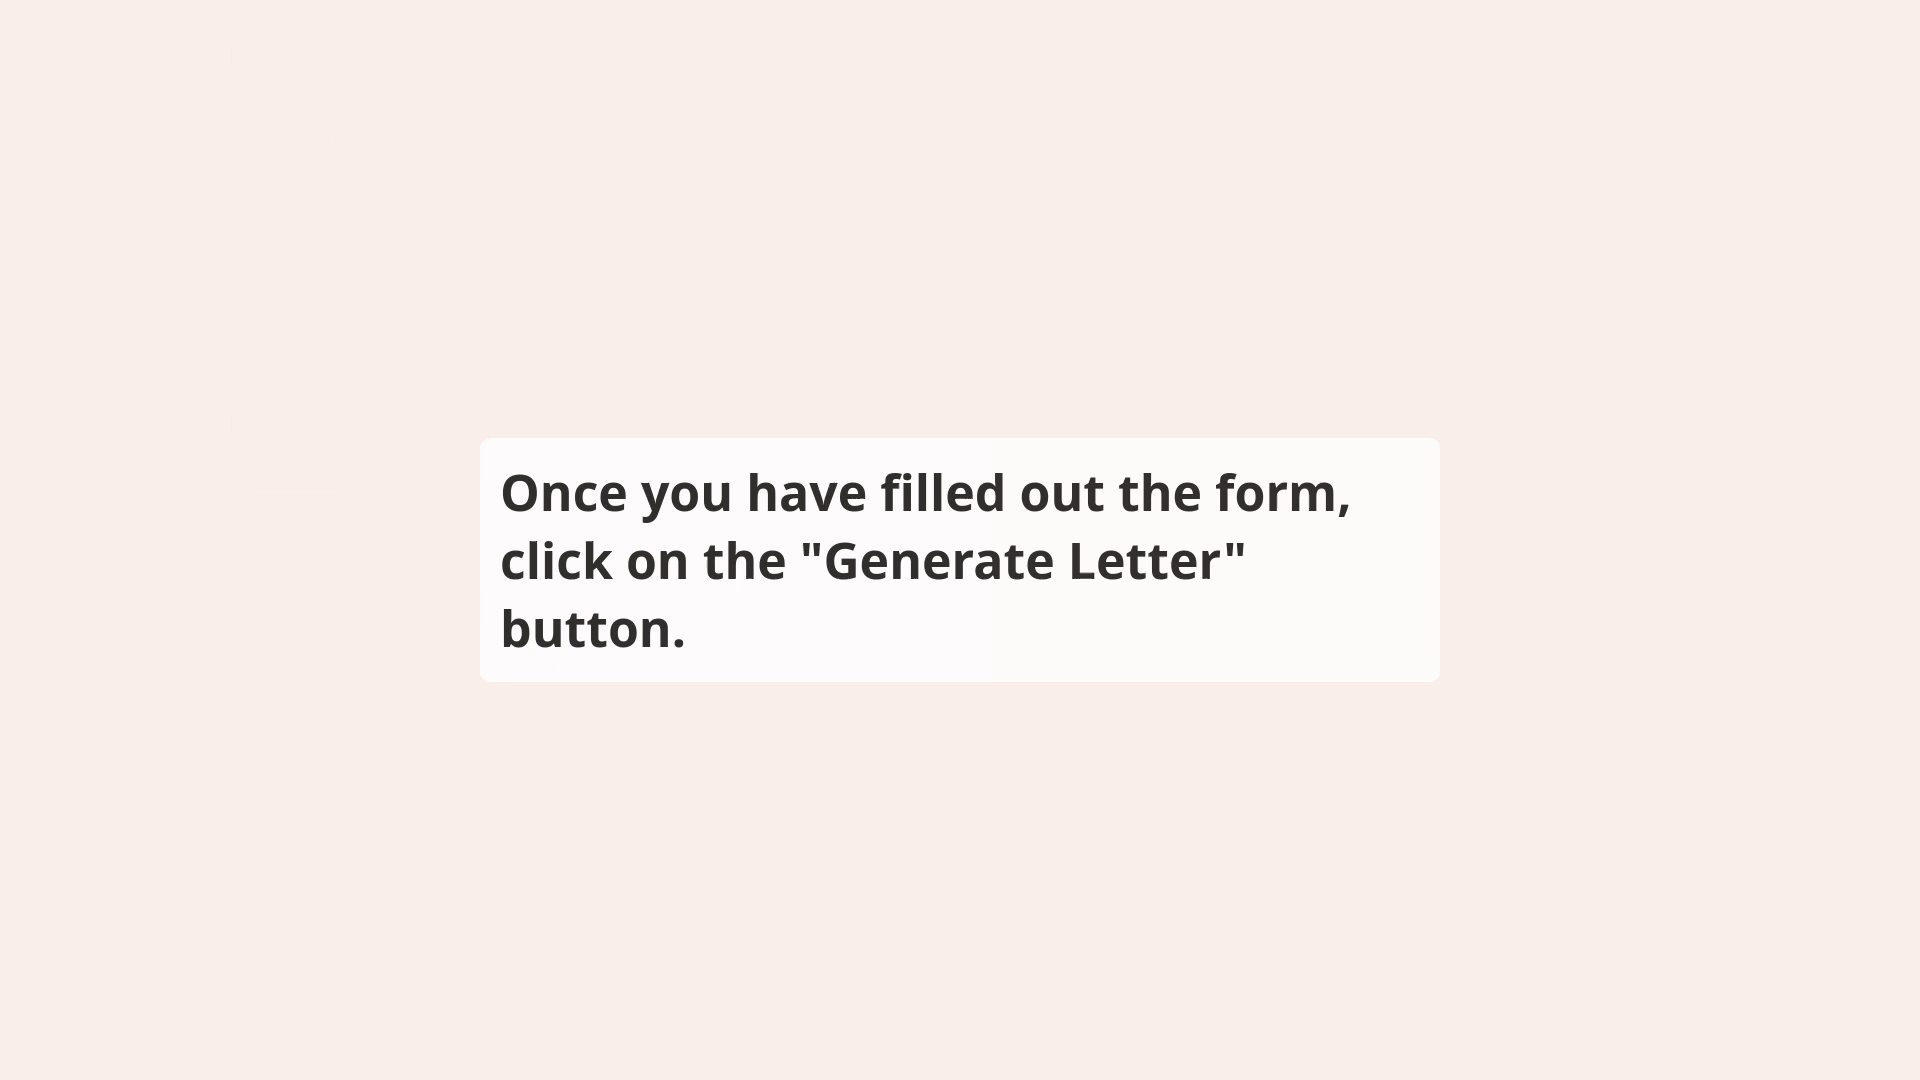 Once you have filled out the form,
click on the "Generate Letter"
button.